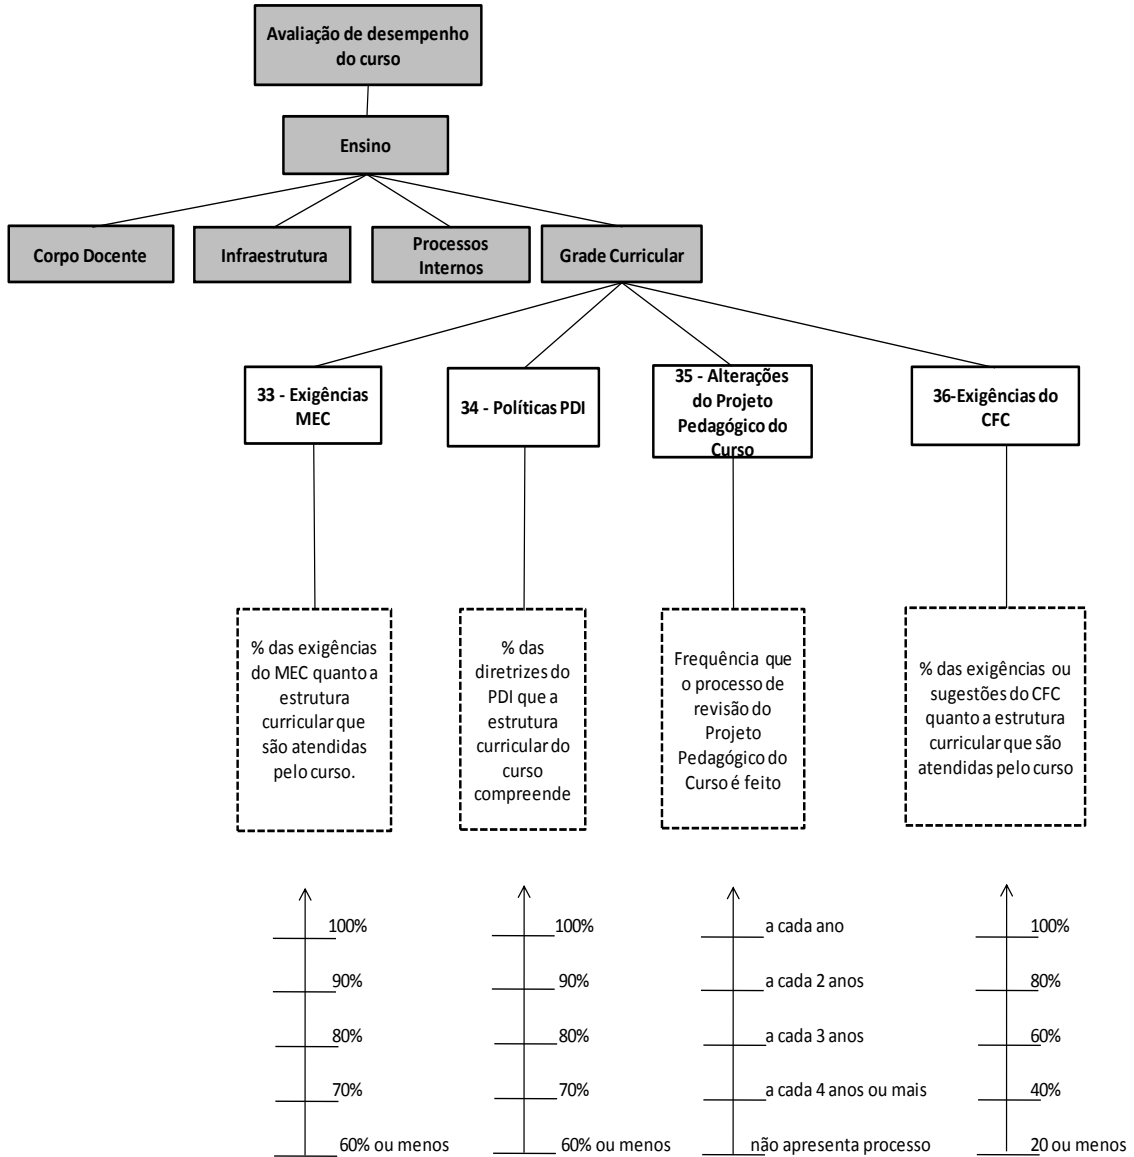 Avaliação de desempenho
do curso
Ensino
Corpo Docente
Infraestrutura
Processos
Internos
Grade Curricular
33 - Exigências
MEC
34 - Políticas PDI
35 - Alterações
do Projeto
Pedagógico do
Curso
36-Exigências do
CFC
% das exigências
do MEC quanto a
estrutura
curricular que
são atendidas
pelo curso.
% das
diretrizes do
PDI que a
estrutura
curricular do
curso
compreende
Frequência que
o processo de
revisão do
Projeto
Pedagógico do
Curso é feito
% das exigências ou
sugestões do CFC
quanto a estrutura
curricular que são
atendidas pelo curso
100%
90%
80%
70%
60% ou menos
100%
90%
80%
70%
60% ou menos
a cada ano
a cada 2 anos
a cada 3 anos
a cada 4 anos ou mais
não apresenta processo
100%
80%
60%
40%
20 ou menos